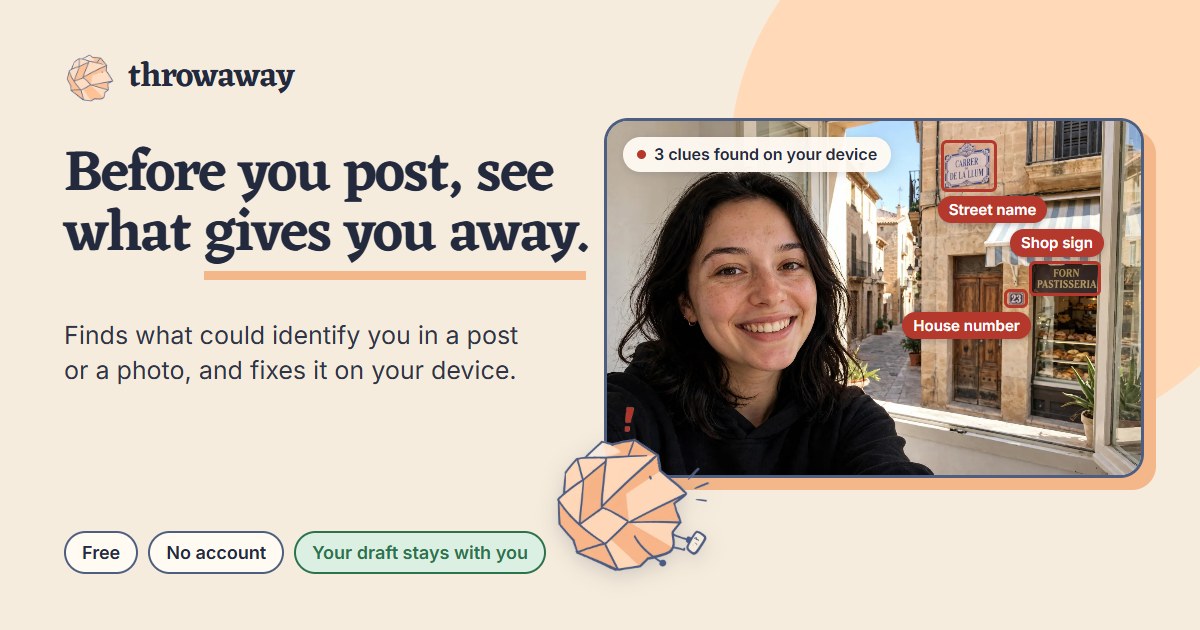 throwaway
Before you post, see
what gives you away.
Finds what could identify you in a post
or a photo, and fixes it on your device.
Free
No account
Your draft stays with you
3 clues found on your device
CARRER
DE LA LLUM
Street name
Shop sign
FORN
PASTISSERIA
23
House number
!